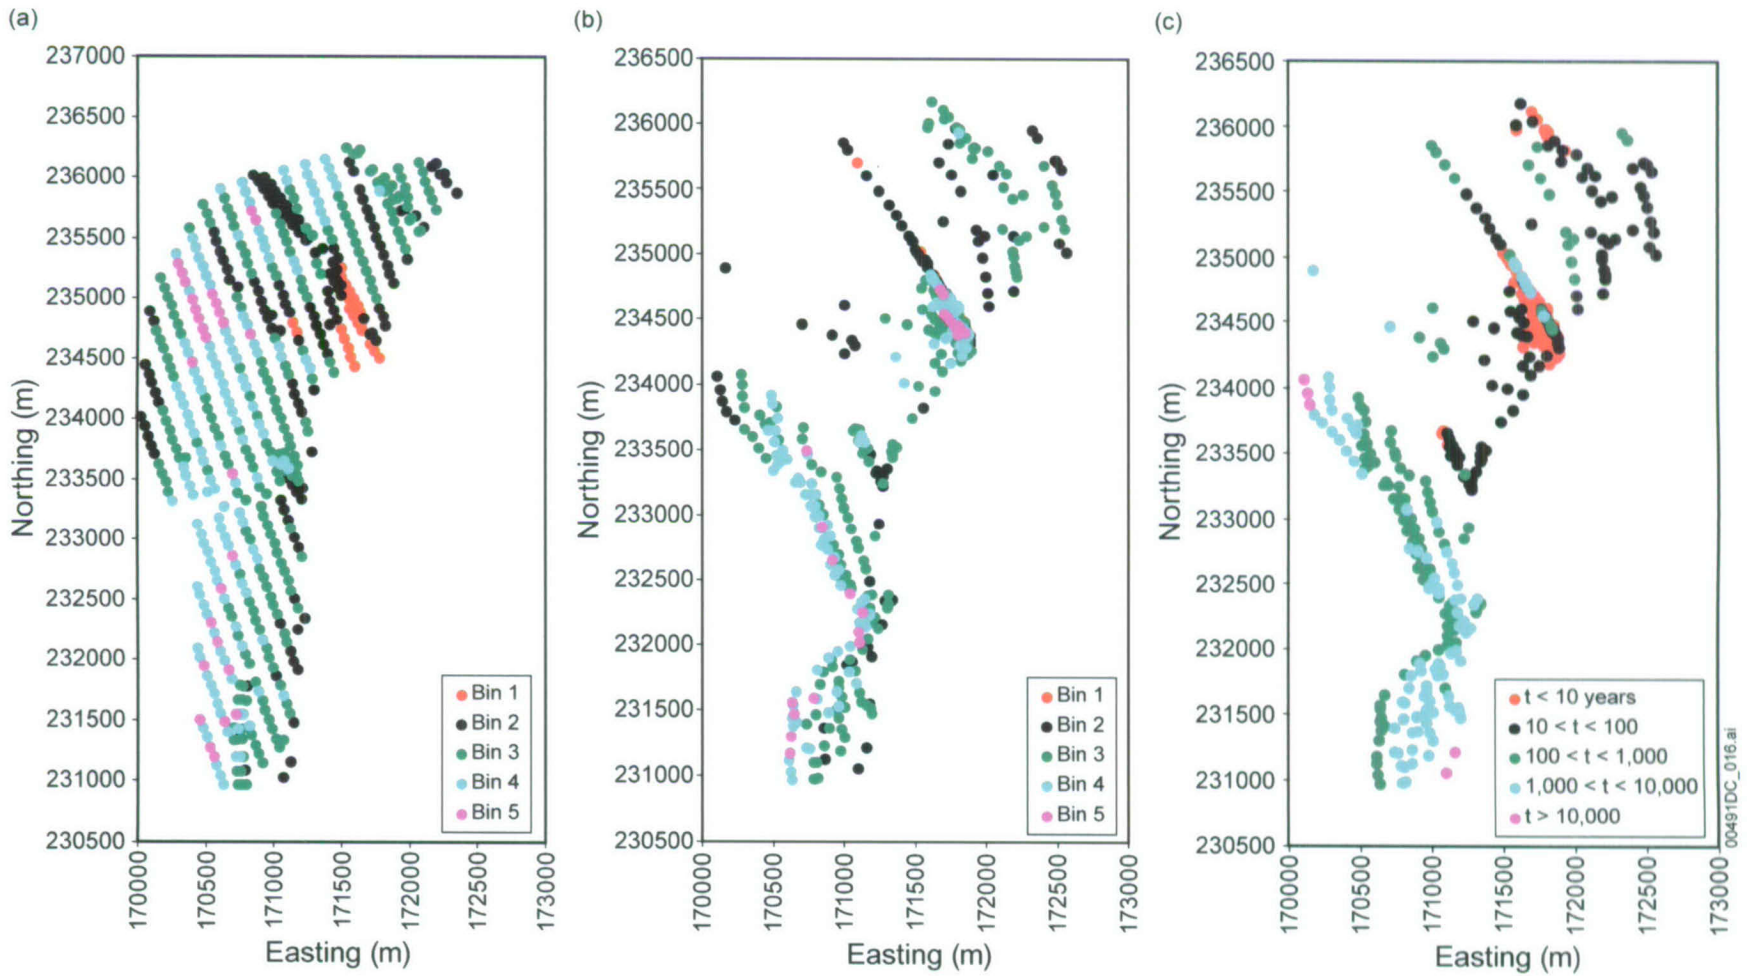 (a)
237000
236500
236000
235500
235000
234500
234000
233500
233000
232500
232000
231500
231000
230500
Northing (m)
170000
170500
171000
171500
172000
172500
173000
Easting (m)
Bin 1
Bin 2
Bin 3
Bin 4
Bin 5
(b)
236500
236000
235500
235000
234500
234000
233500
233000
232500
232000
231500
231000
230500
Northing (m)
170000
170500
171000
171500
172000
172500
173000
Easting (m)
Bin 1
Bin 2
Bin 3
Bin 4
Bin 5
(c)
236500
236000
235500
235000
234500
234000
233500
233000
232500
232000
231500
231000
230500
Northing (m)
170000
170500
171000
171500
172000
172500
173000
Easting (m)
t < 10 years
10 < t < 100
100 < t < 1,000
1,000 < t < 10,000
t > 10,000
00491DC_016.ai